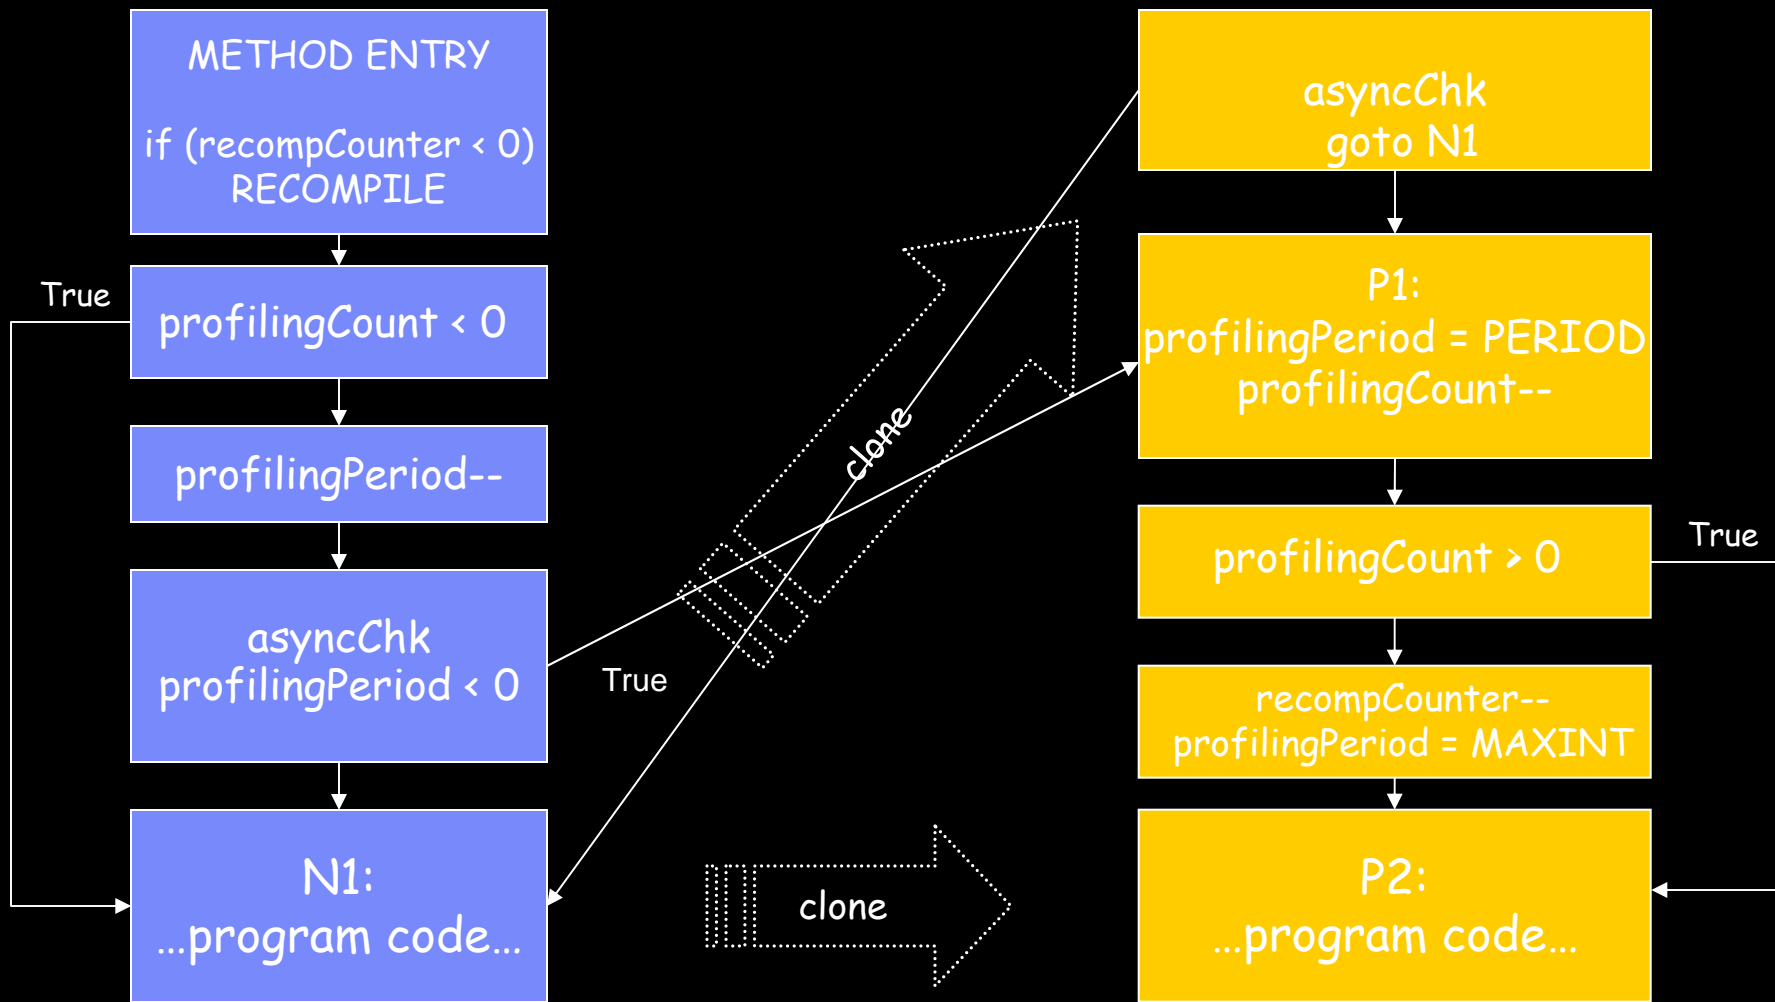 METHOD ENTRY
if (recompCounter < 0)
RECOMPILE
True
profilingCount < 0
profilingPeriod--
asyncChk
profilingPeriod < 0
True
N1:
...program code...
clone
clone
asyncChk
goto N1
P1:
profilingPeriod = PERIOD
profilingCount--
profilingCount > 0
True
recompCounter--
profilingPeriod = MAXINT
P2:
...program code...